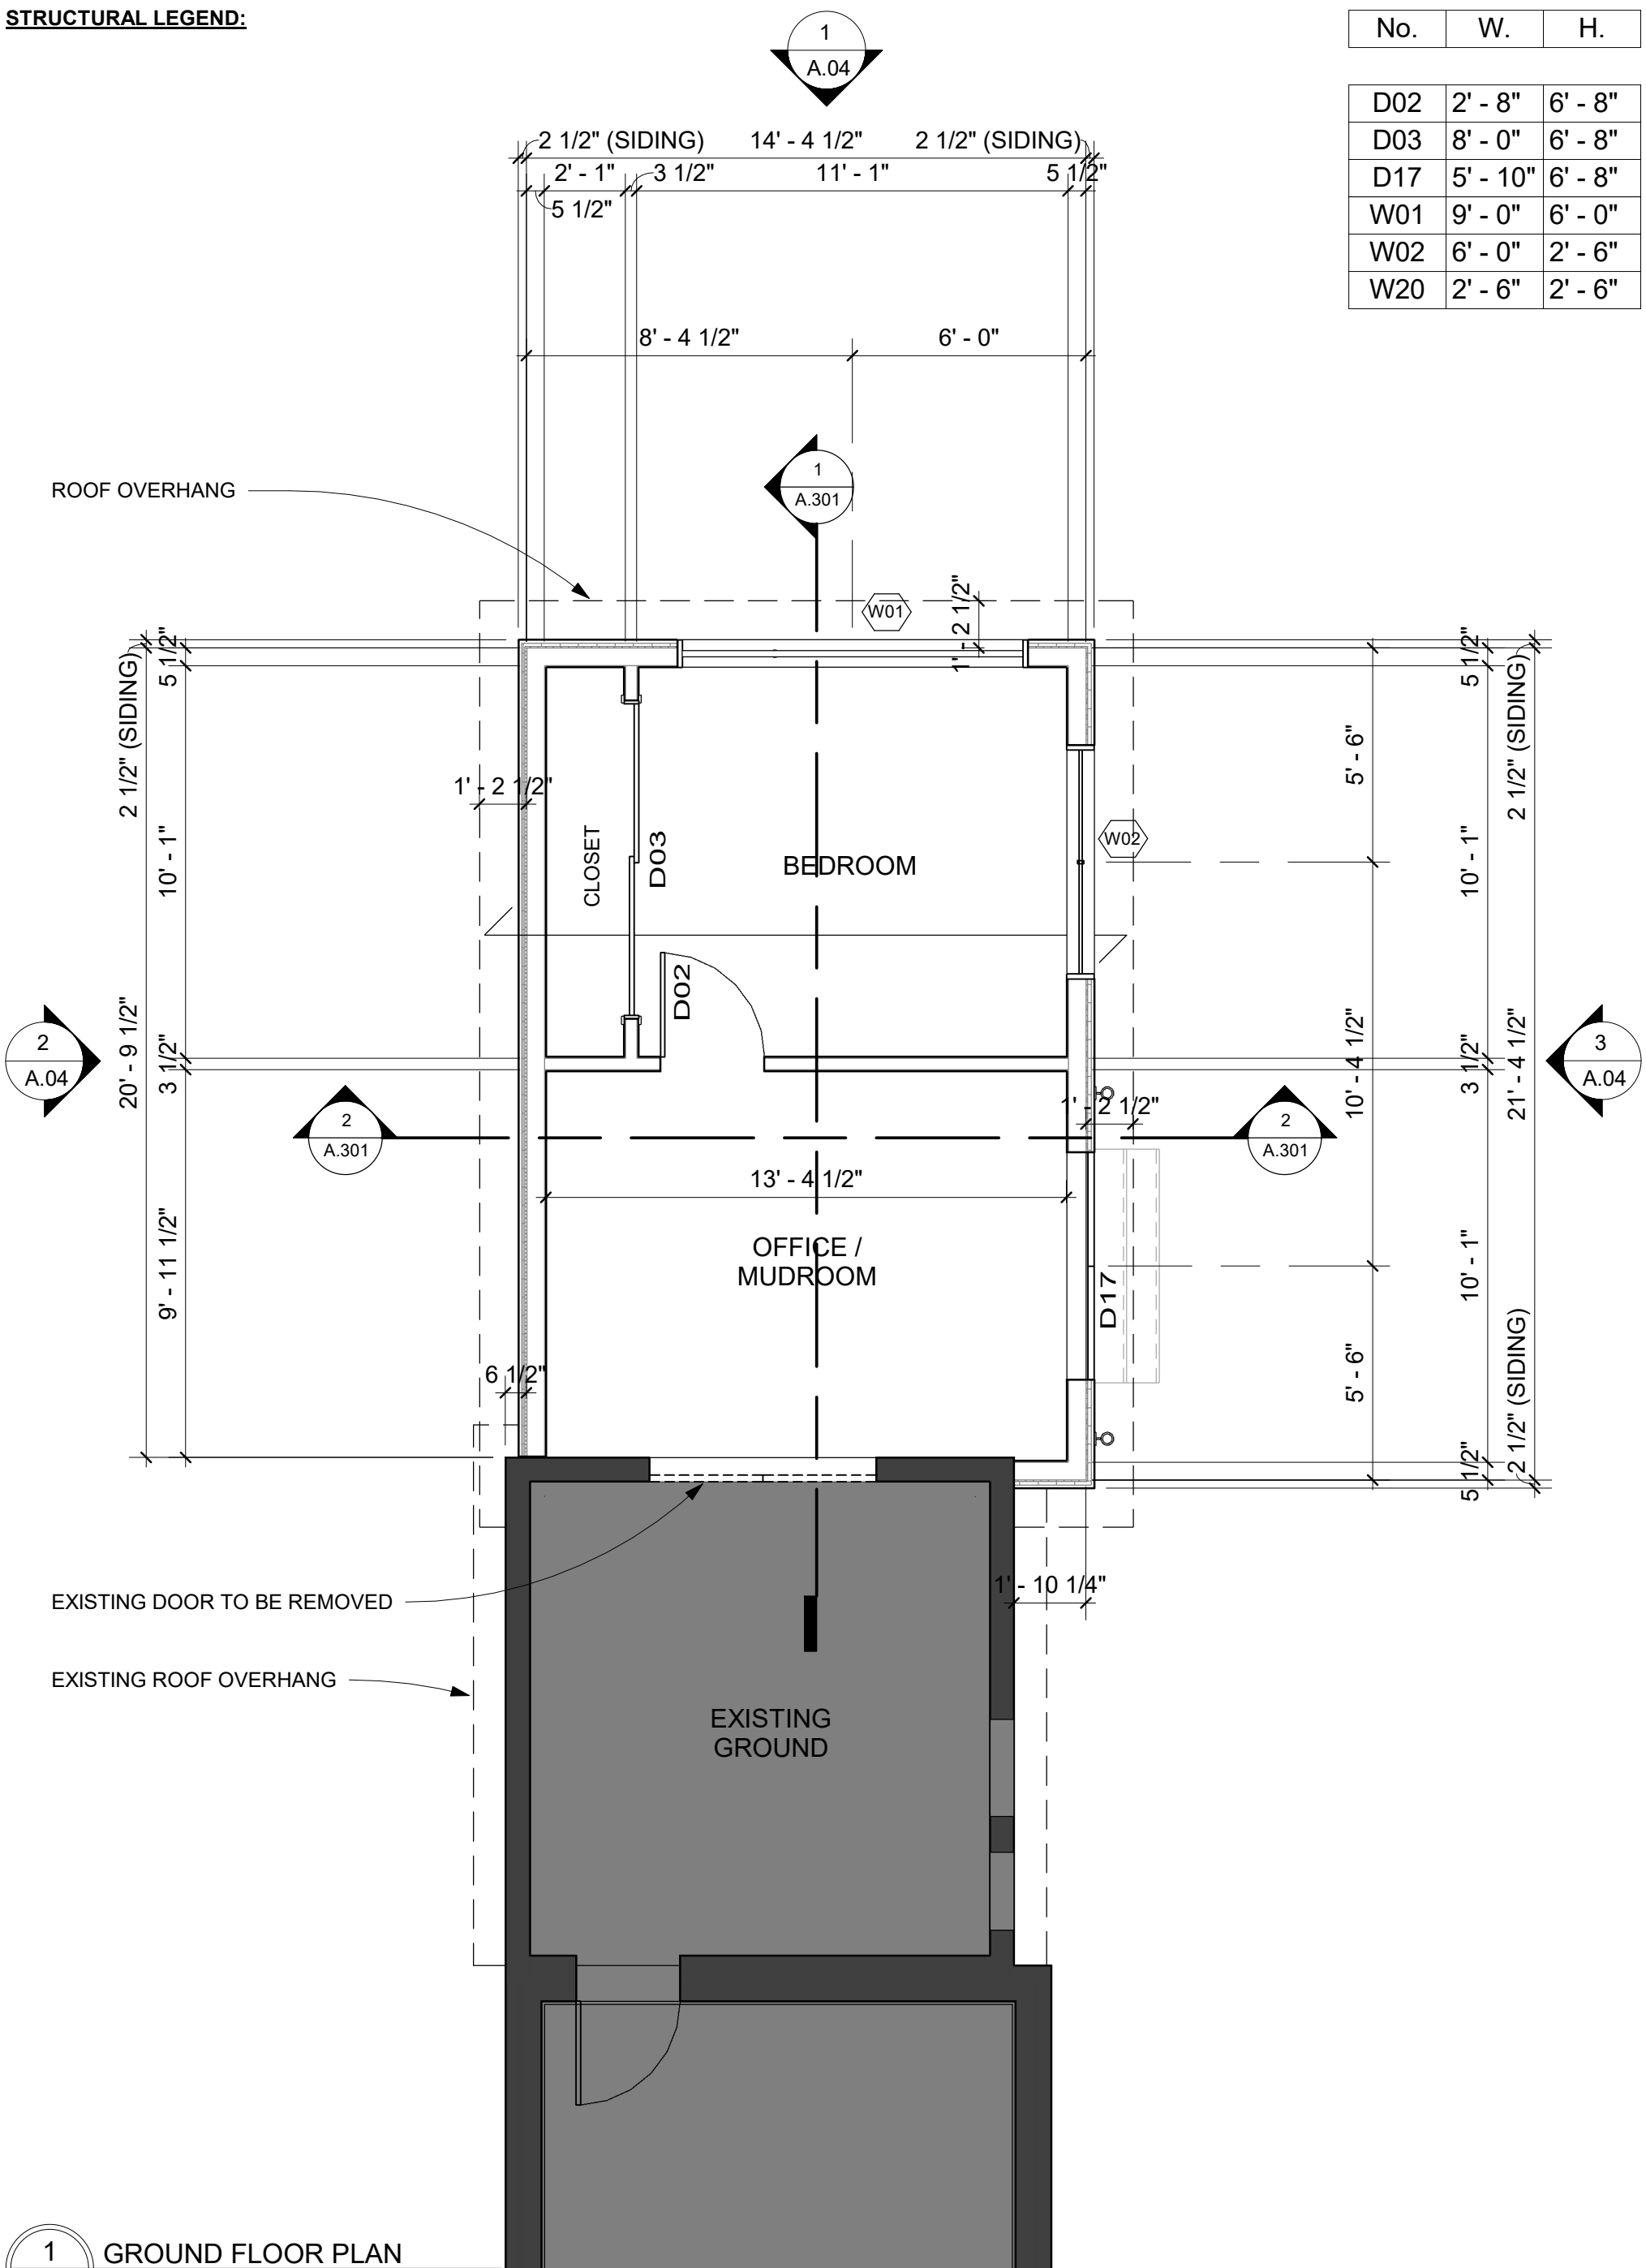 STRUCTURAL LEGEND:
1
A.04
No. W. H.
D02 2' - 8" 6' - 8"
D03 8' - 0" 6' - 8"
D17 5' - 10" 6' - 8"
W01 9' - 0" 6' - 0"
W02 6' - 0" 2' - 6"
W20 2' - 6" 2' - 6"
2 1/2" (SIDING) 14' - 4 1/2" 2 1/2" (SIDING)
2' - 1" 3 1/2" 11' - 1" 5 1/2"
5 1/2"
8' - 4 1/2" 6' - 0"
1
A.301
ROOF OVERHANG
W01
1' - 2 1/2"
2 1/2" (SIDING)
20' - 9 1/2"
5 1/2"
10' - 1"
3 1/2"
9' - 11 1/2"
1' - 2 1/2"
CLOSET
D03
BEDROOM
D02
W02
5' - 6"
10' - 4 1/2"
5' - 6"
5 1/2"
10' - 1"
3 1/2"
10' - 1"
5 1/2"
2 1/2" (SIDING)
21' - 4 1/2"
2 1/2" (SIDING)
2
A.04
3
A.04
2
A.301
2
A.301
1' - 2 1/2"
13' - 4 1/2"
OFFICE /
MUDROOM
D17
6 1/2"
1' - 10 1/4"
EXISTING DOOR TO BE REMOVED
EXISTING ROOF OVERHANG
EXISTING
GROUND
1
GROUND FLOOR PLAN